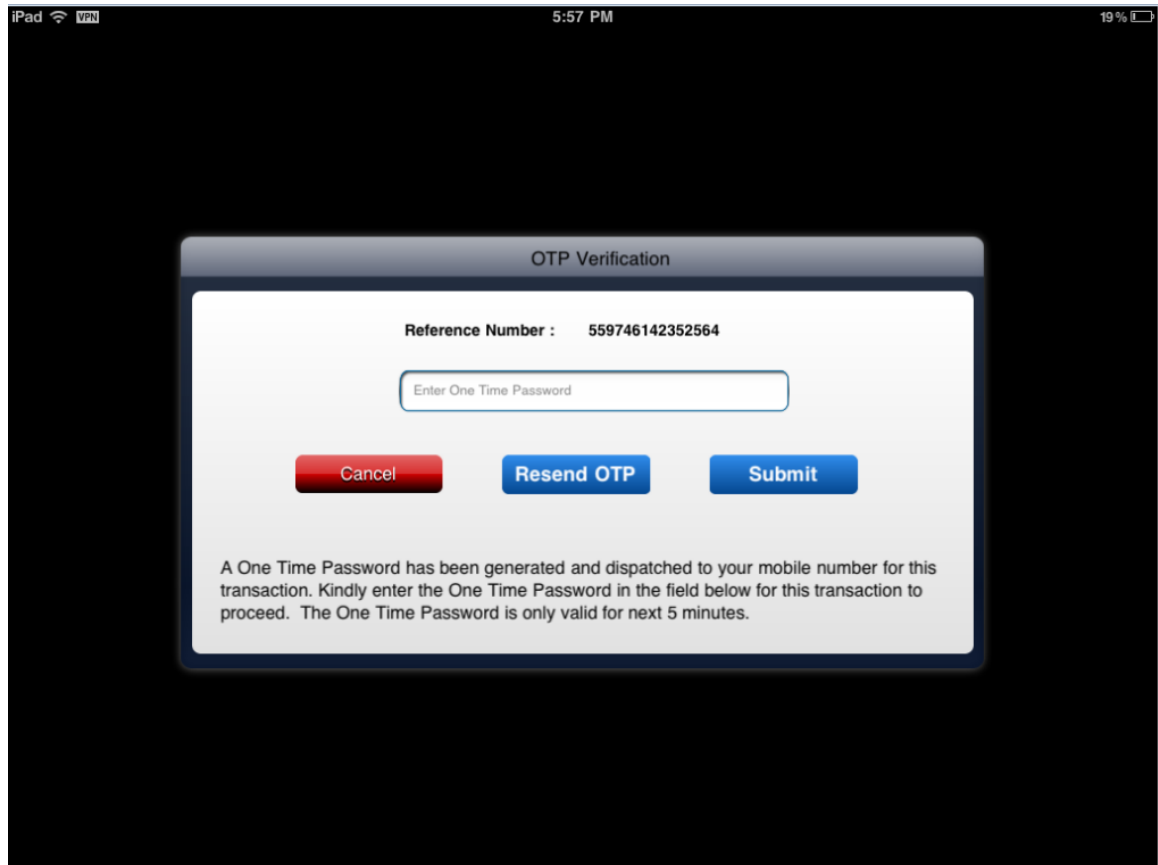 iPad VPN 5:57 PM 19%
OTP Verification
Reference Number : 559746142352564
Enter One Time Password
Cancel Resend OTP Submit
A One Time Password has been generated and dispatched to your mobile number for this
transaction. Kindly enter the One Time Password in the field below for this transaction to
proceed. The One Time Password is only valid for next 5 minutes.